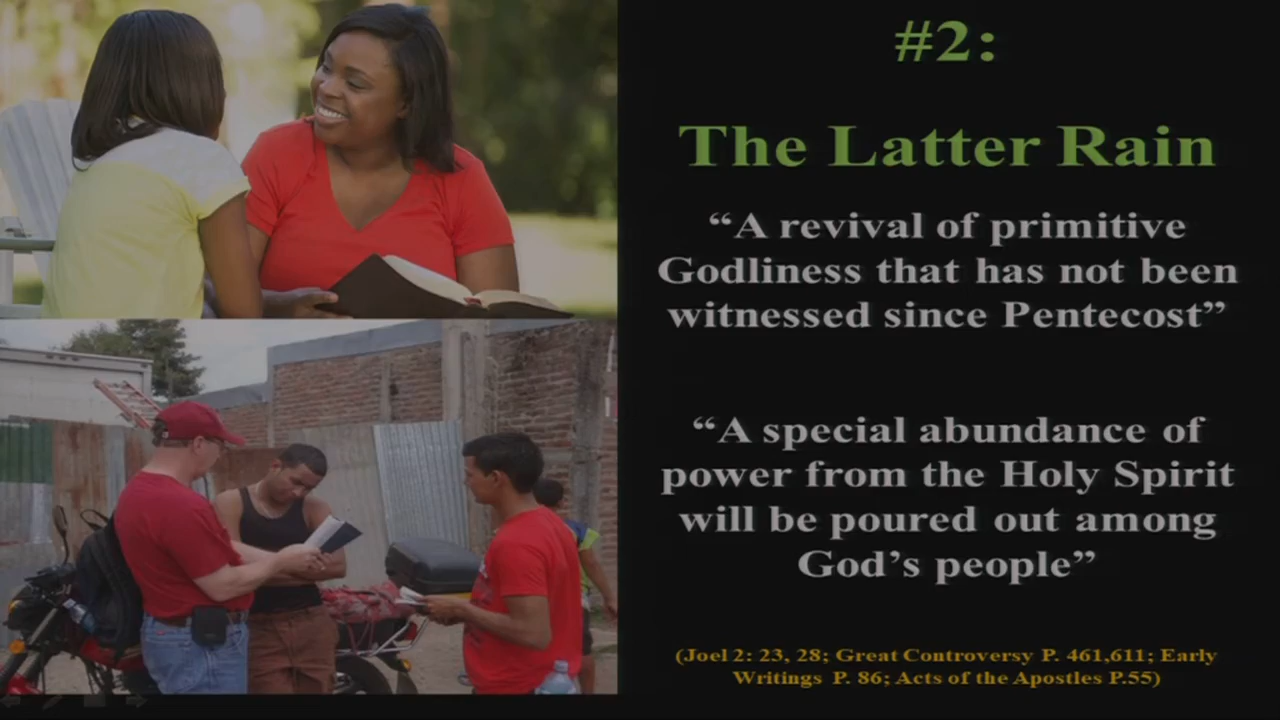 #2:
The Latter Rain
“A revival of primitive
Godliness that has not been
witnessed since Pentecost”
“A special abundance of
power from the Holy Spirit
will be poured out among
God’s people”
(Joel 2: 23, 28; Great Controversy P. 461,611; Early
Writings P. 86; Acts of the Apostles P.55)